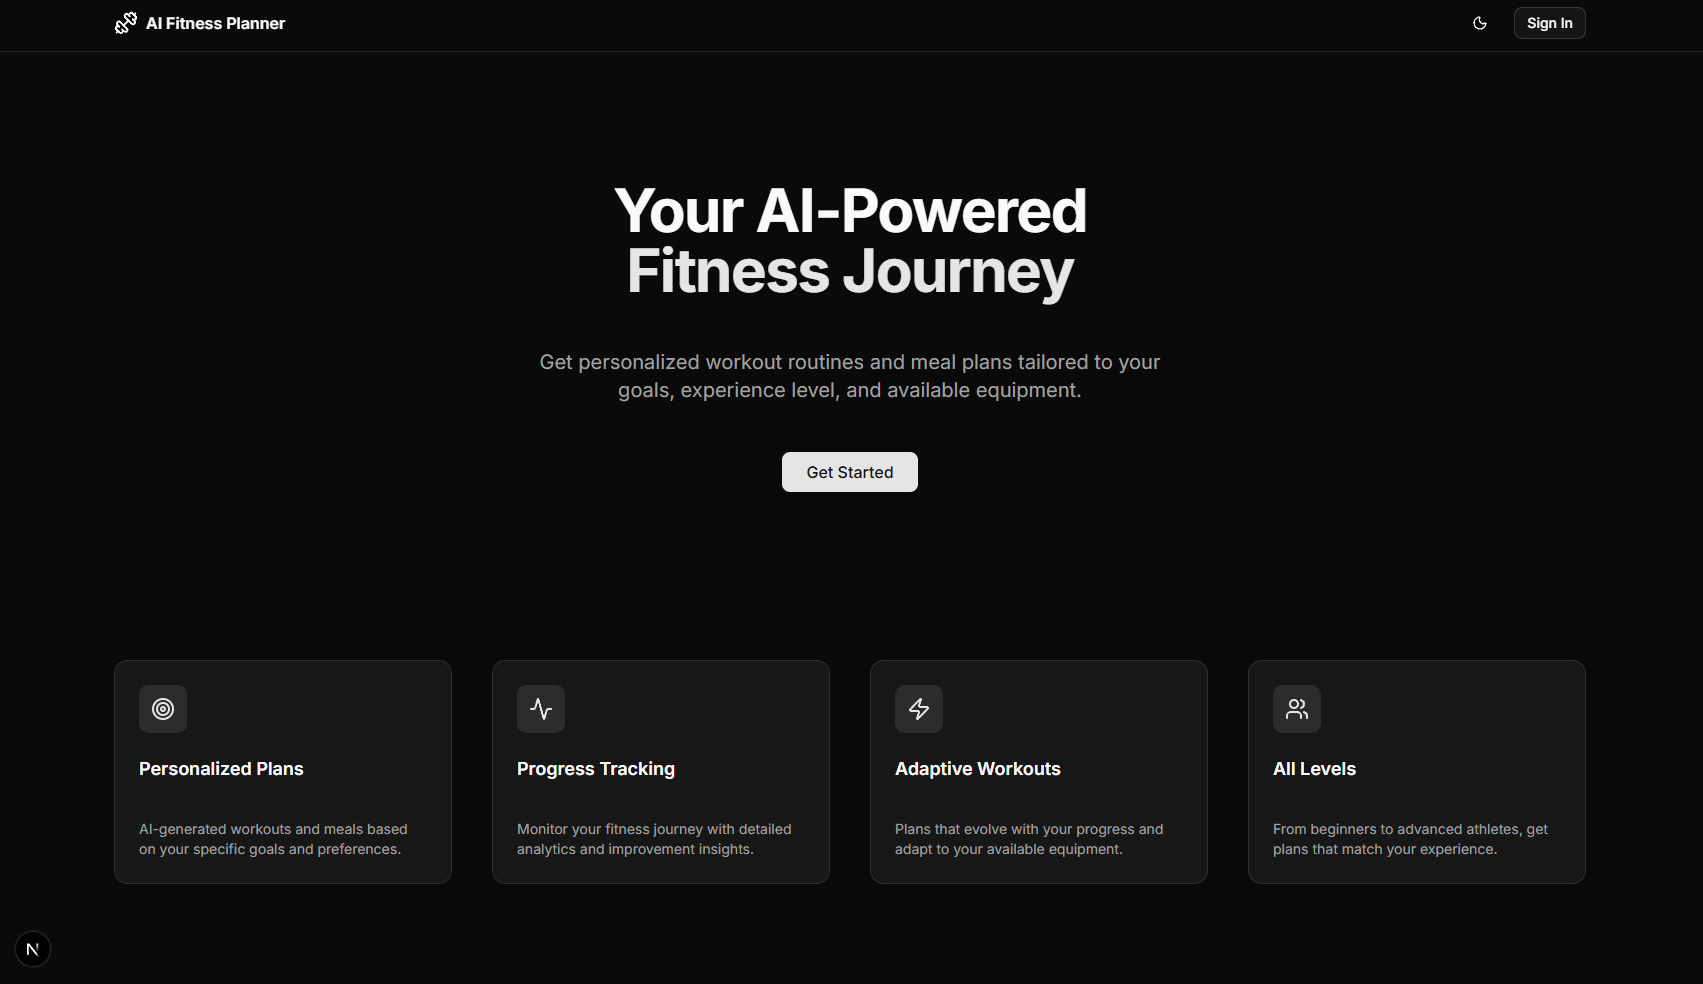 AI Fitness Planner
Sign In
Your AI-Powered
Fitness Journey
Get personalized workout routines and meal plans tailored to your
goals, experience level, and available equipment.
Get Started
Personalized Plans
AI-generated workouts and meals based
on your specific goals and preferences.
Progress Tracking
Monitor your fitness journey with detailed
analytics and improvement insights.
Adaptive Workouts
Plans that evolve with your progress and
adapt to your available equipment.
All Levels
From beginners to advanced athletes, get
plans that match your experience.
N